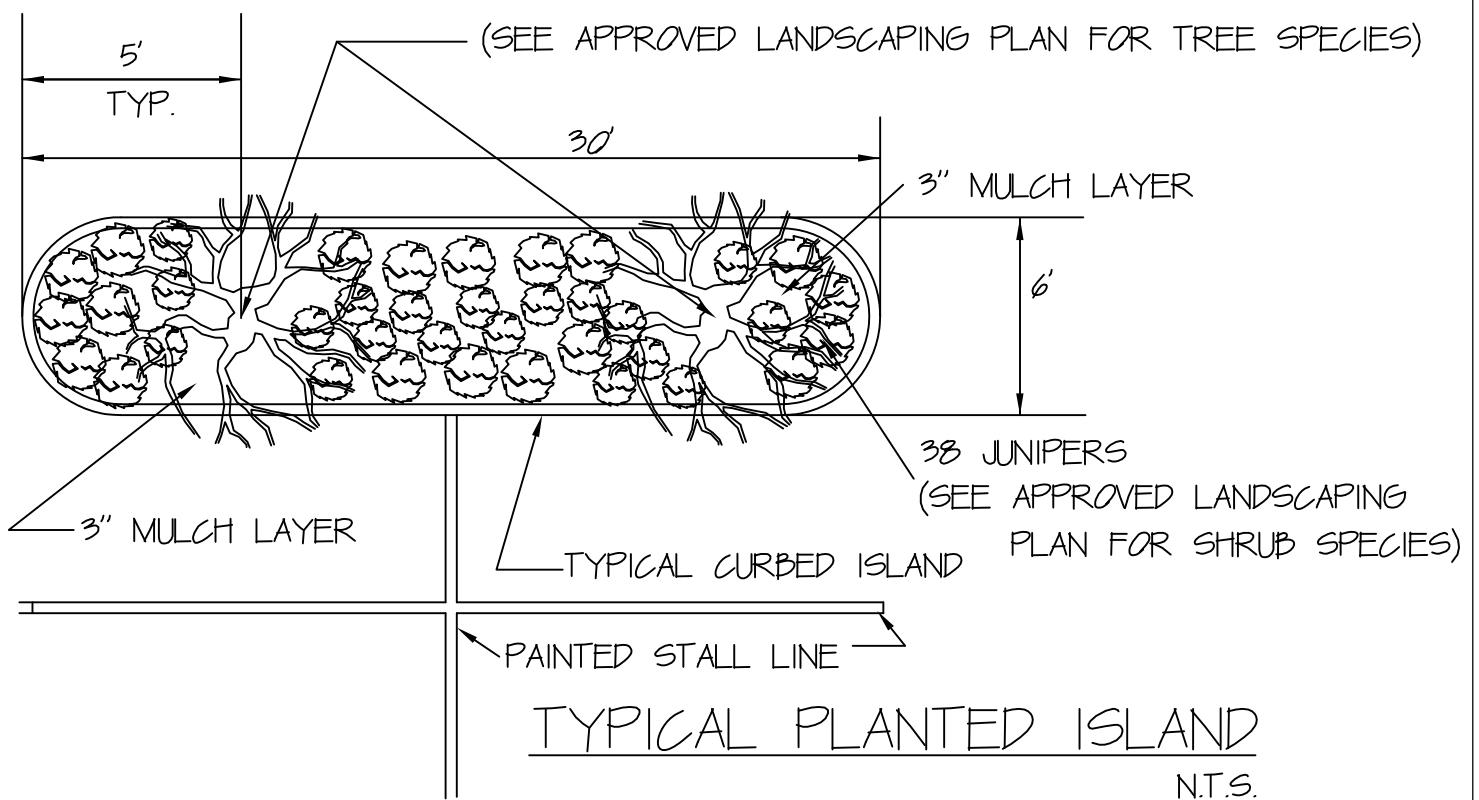 5'
TYP.
(SEE APPROVED LANDSCAPING PLAN FOR TREE SPECIES)
30'
3" MULCH LAYER
6'
38 JUNIPERS
(SEE APPROVED LANDSCAPING
PLAN FOR SHRUB SPECIES)
3" MULCH LAYER
TYPICAL CURBED ISLAND
PAINTED STALL LINE
TYPICAL PLANTED ISLAND
N.T.S.